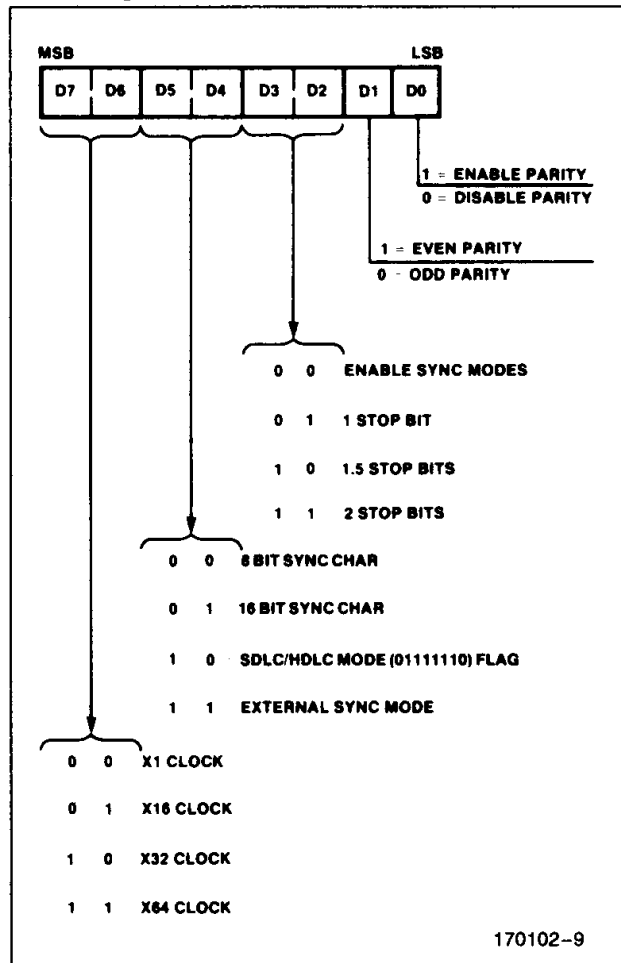 MSB LSB
D7 D6 D5 D4 D3 D2 D1 D0
1 = ENABLE PARITY
0 = DISABLE PARITY
1 = EVEN PARITY
0 - ODD PARITY
0 0 ENABLE SYNC MODES
0 1 1 STOP BIT
1 0 1.5 STOP BITS
1 1 2 STOP BITS
0 0 8 BIT SYNC CHAR
0 1 16 BIT SYNC CHAR
1 0 SDLC/HDLC MODE (01111110) FLAG
1 1 EXTERNAL SYNC MODE
0 0 X1 CLOCK
0 1 X16 CLOCK
1 0 X32 CLOCK
1 1 X64 CLOCK
170102-9